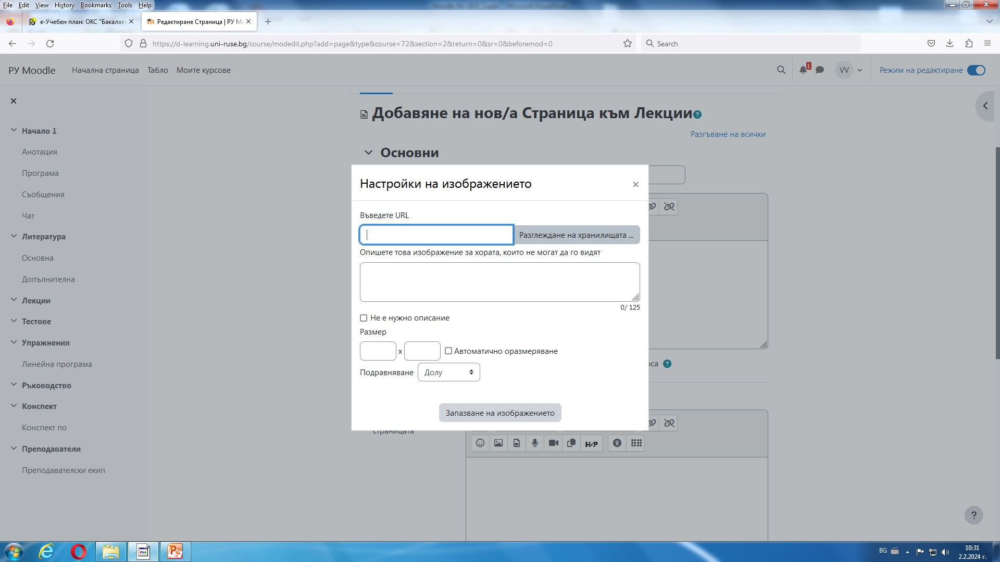 File Edit View History Bookmarks Tools Help
е-Учебен план: ОКС "Бакалавъ
Редактиране Страница | РУ Mo
https://d-learning.uni-ruse.bg/course/modedit.php?add=page&type&course=72&section=2&return=0&sr=0&beforemod=0
Search
РУ Moodle Начална страница Табло Моите курсове
1
VV
Режим на редактиране
Начало 1
Анотация
Програма
Съобщения
Чат
Литература
Основна
Допълнителна
Лекции
Тестове
Упражнения
Линейна програма
Ръководство
Конспект
Конспект по
Преподаватели
Преподавателски екип
Добавяне на нов/а Страница към Лекции
Разгъване на всички
Основни
Настройки на изображението
Въведете URL
Разглеждане на хранилищата ...
Опишете това изображение за хората, които не могат да го видят
0/ 125
Не е нужно описание
Размер
x
Автоматично оразмеряване
Подравняване Долу
Запазване на изображението
страницата
H5P
?
BG
10:31
2.2.2024 г.